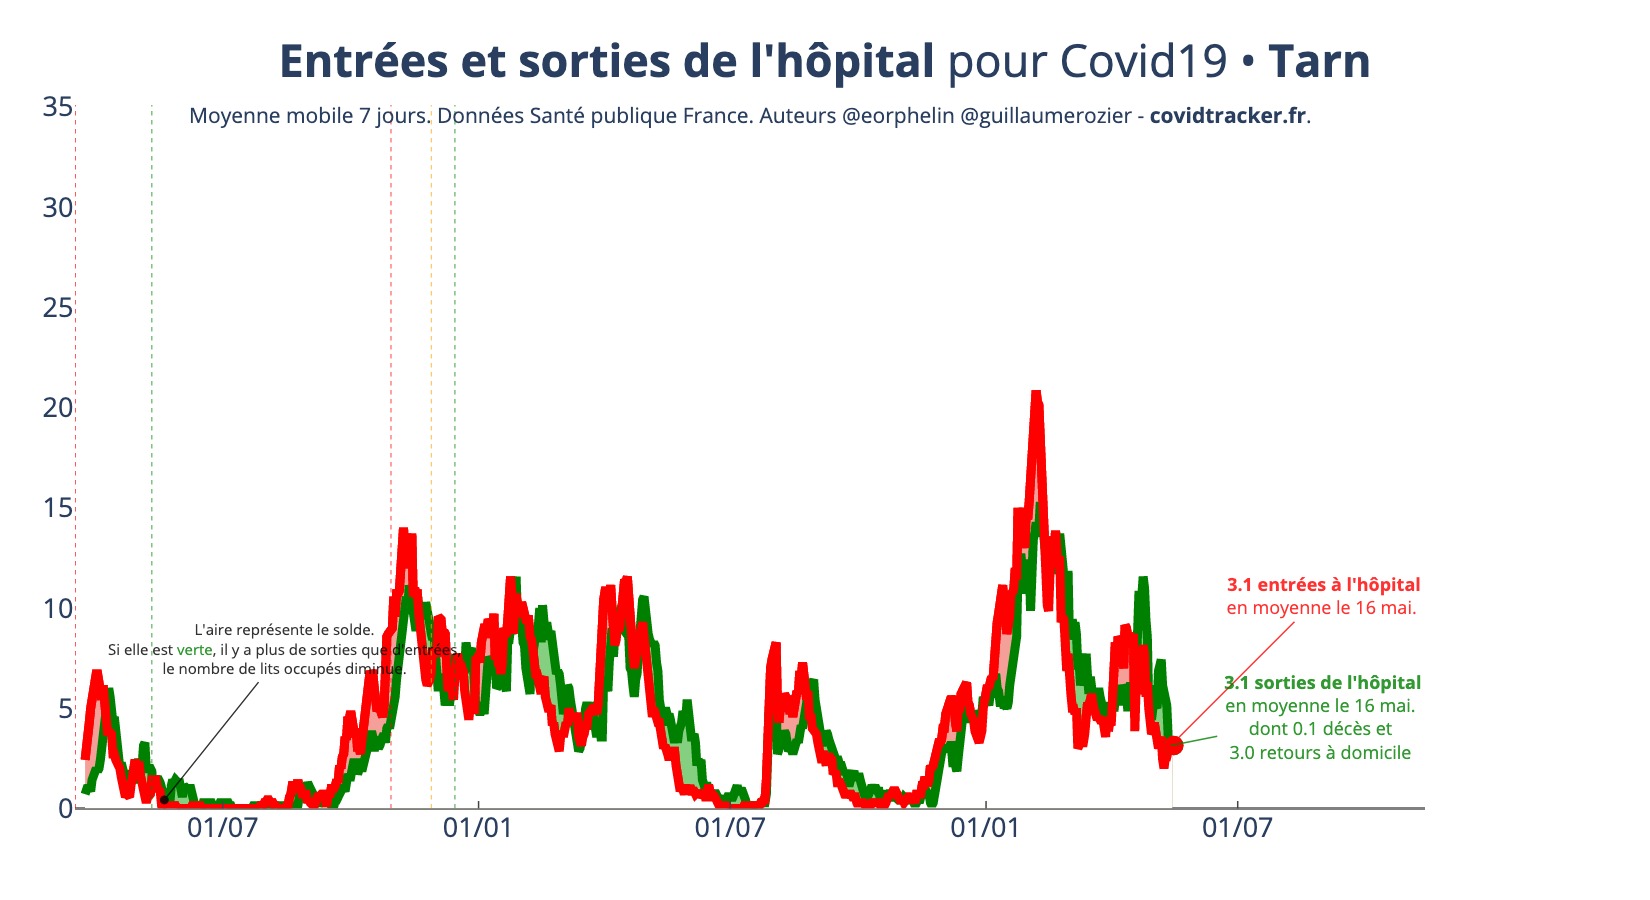 Entrées et sorties de l'hôpital pour Covid19 • Tarn
Moyenne mobile 7 jours. Données Santé publique France. Auteurs @eorphelin @guillaumerozier - covidtracker.fr.
35
30
25
20
15
10
5
0
L'aire représente le solde.
Si elle est verte, il y a plus de sorties que d'entrées,
le nombre de lits occupés diminue.
3.1 entrées à l'hôpital
en moyenne le 16 mai.
3.1 sorties de l'hôpital
en moyenne le 16 mai.
dont 0.1 décès et
3.0 retours à domicile
01/07
01/01
01/07
01/01
01/07